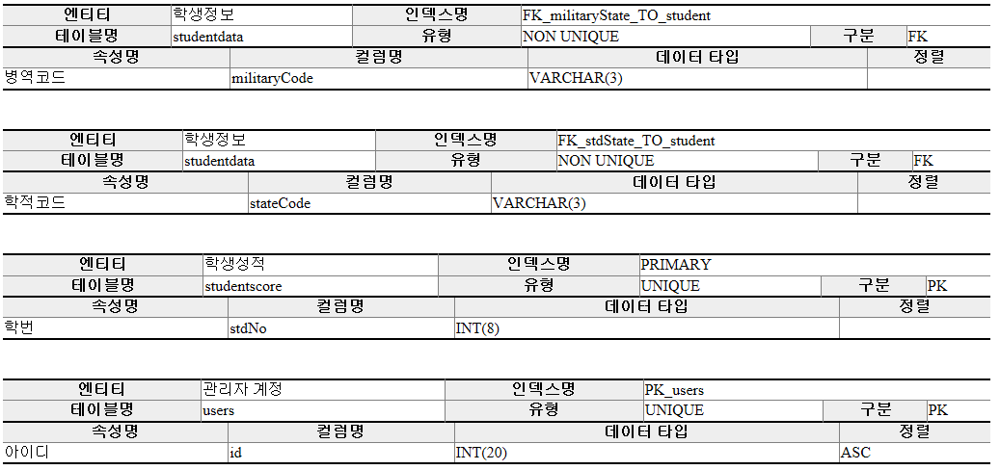 엔티티 학생정보 인덱스명 FK_militaryState_TO_student
테이블명 studentdata 유형 NON UNIQUE 구분 FK
속성명 컬럼명 데이터 타입 정렬
병역코드 militaryCode VARCHAR(3)
엔티티 학생정보 인덱스명 FK_stdState_TO_student
테이블명 studentdata 유형 NON UNIQUE 구분 FK
속성명 컬럼명 데이터 타입 정렬
학적코드 stateCode VARCHAR(3)
엔티티 학생성적 인덱스명 PRIMARY
테이블명 studentscore 유형 UNIQUE 구분 PK
속성명 컬럼명 데이터 타입 정렬
학번 stdNo INT(8)
엔티티 관리자 계정 인덱스명 PK_users
테이블명 users 유형 UNIQUE 구분 PK
속성명 컬럼명 데이터 타입 정렬
아이디 id INT(20) ASC